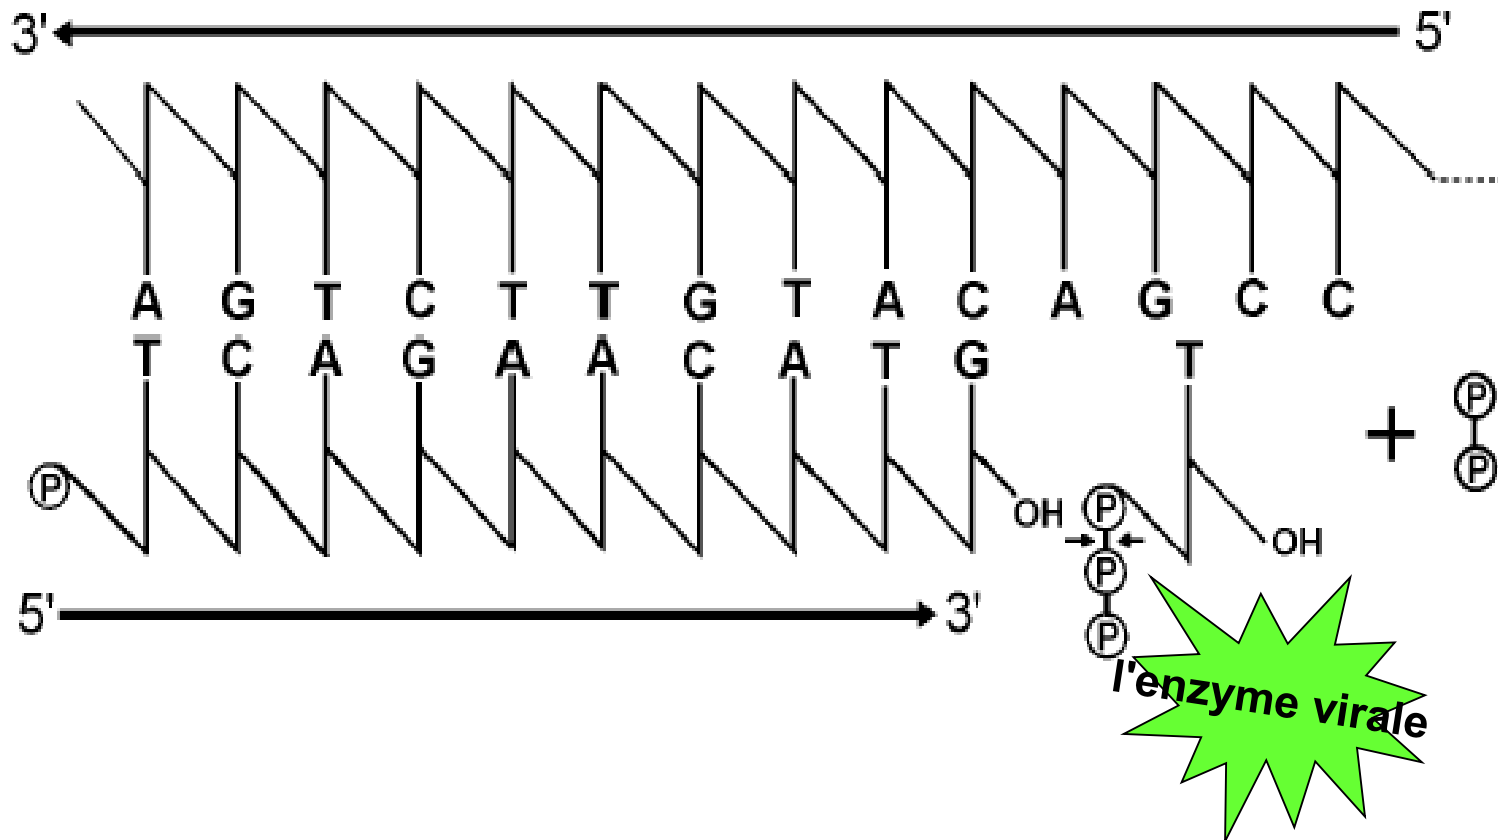 3' 5'
A G T C T T G T A C A G C C
T C A G A A C A T G T
P + P
P
OH P OH
P
5' 3' P
l'enzyme virale